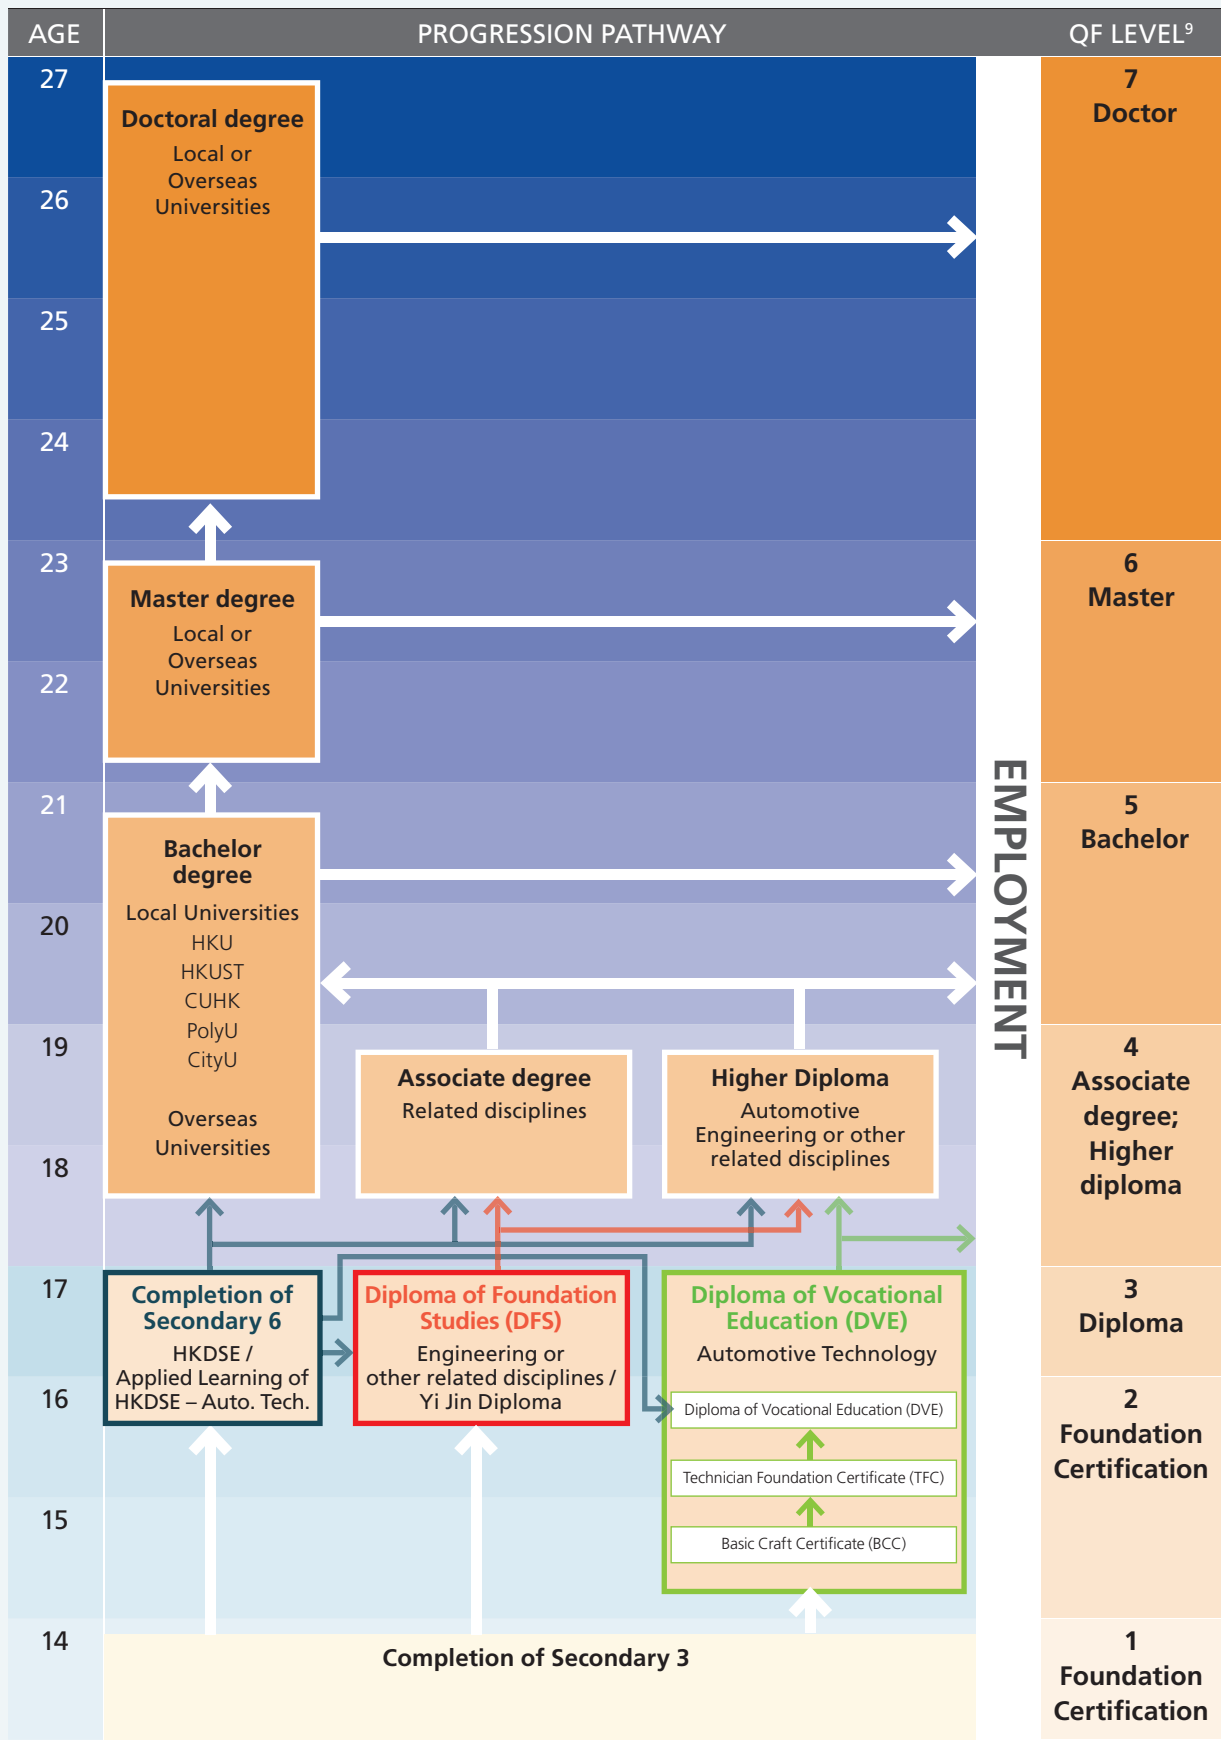 AGE
PROGRESSION PATHWAY
QF LEVEL9
27
26
25
24
23
22
21
20
19
18
17
16
15
14
Doctoral degree
Local or
Overseas
Universities
Master degree
Local or
Overseas
Universities
Bachelor
degree
Local Universities
HKU
HKUST
CUHK
PolyU
CityU
Overseas
Universities
Associate degree
Related disciplines
Higher Diploma
Automotive
Engineering or other
related disciplines
Completion of
Secondary 6
HKDSE /
Applied Learning of
HKDSE – Auto. Tech.
Diploma of Foundation
Studies (DFS)
Engineering or
other related disciplines /
Yi Jin Diploma
Diploma of Vocational
Education (DVE)
Automotive Technology
Diploma of Vocational Education (DVE)
Technician Foundation Certificate (TFC)
Basic Craft Certificate (BCC)
Completion of Secondary 3
EMPLOYMENT
7
Doctor
6
Master
5
Bachelor
4
Associate
degree;
Higher
diploma
3
Diploma
2
Foundation
Certification
1
Foundation
Certification